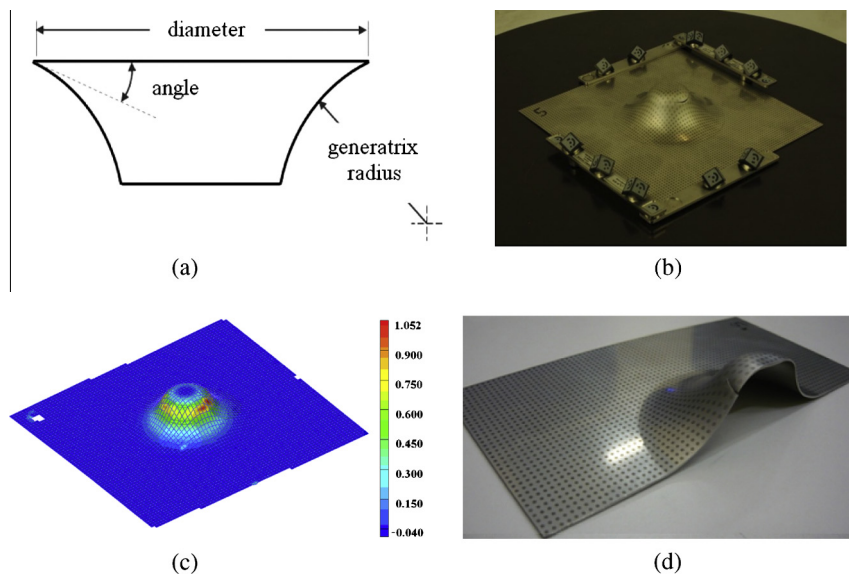 diameter
angle
generatrix
radius
(a)
5
(b)
1.052
0.900
0.750
0.600
0.450
0.300
0.150
-0.040
(c)
(d)